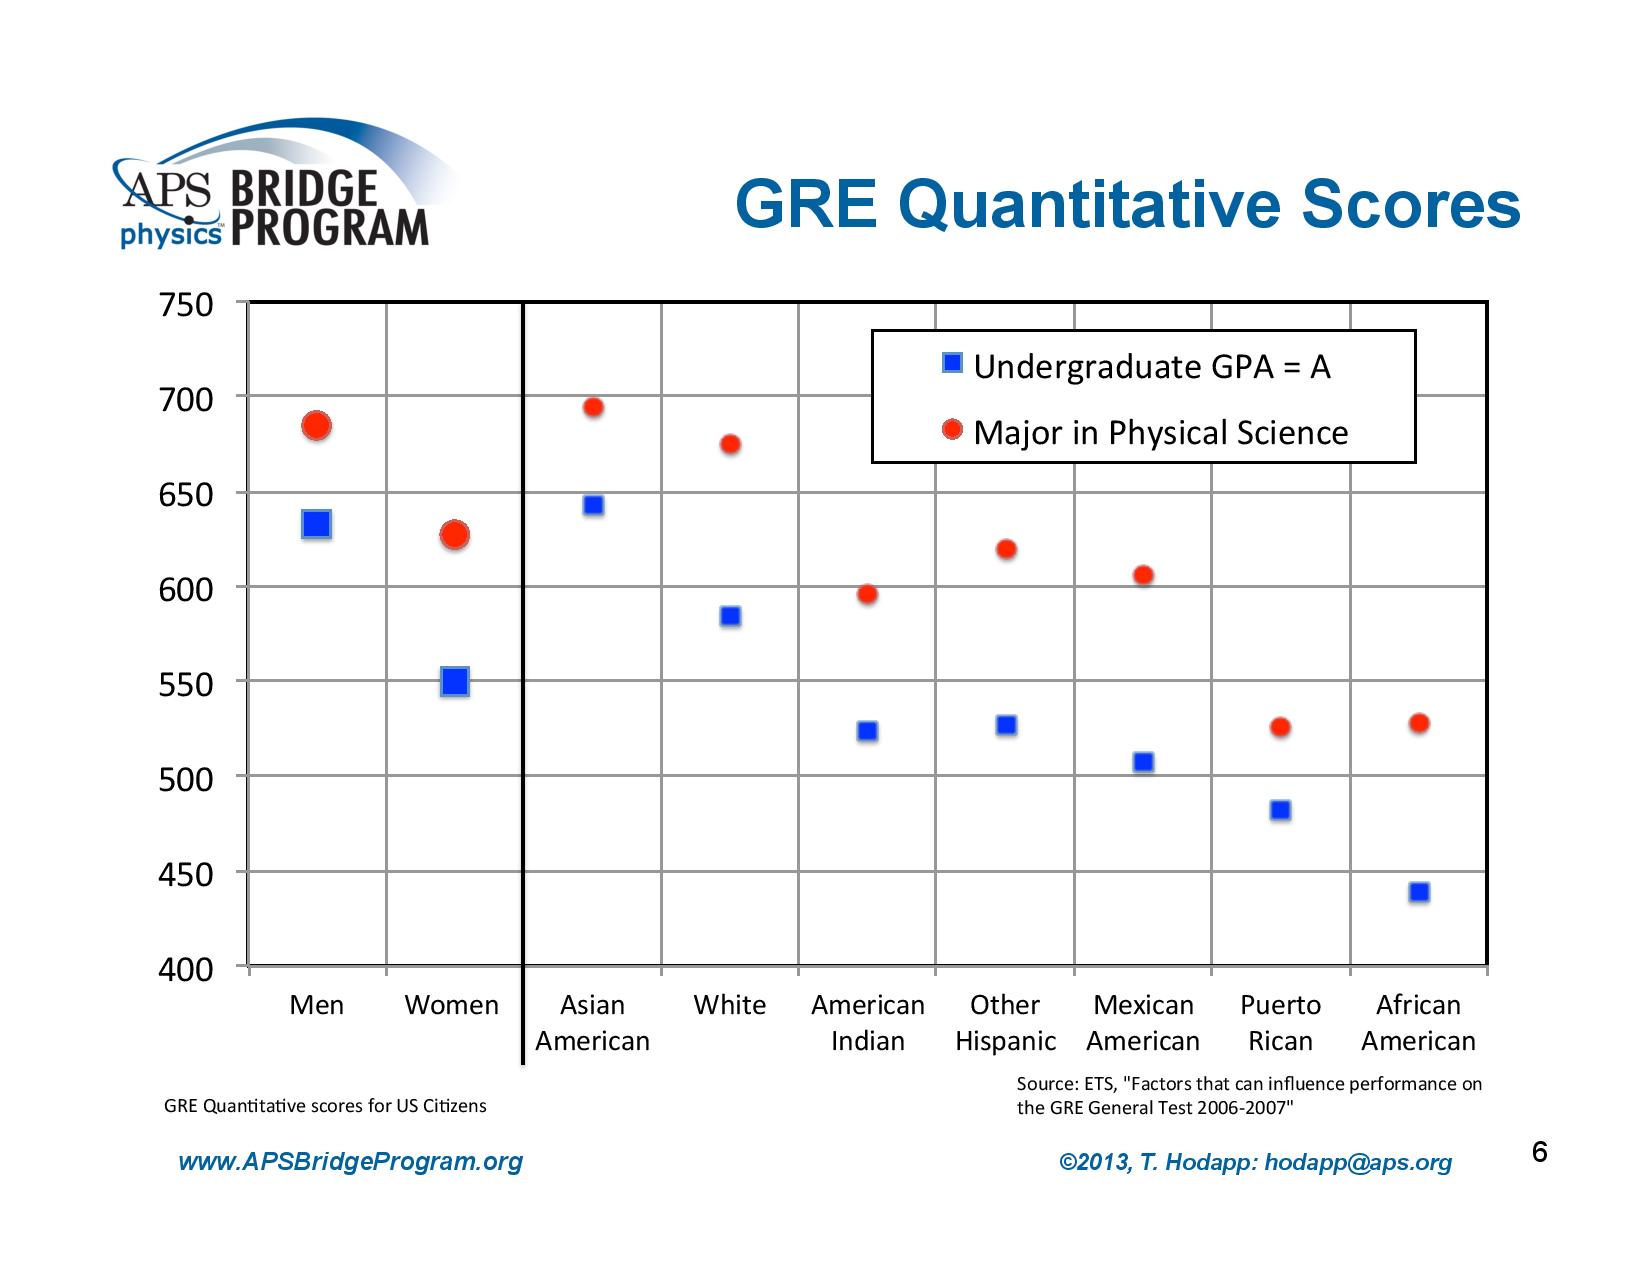 APS
physics™
BRIDGE
PROGRAM
GRE Quantitative Scores
750
700
650
600
550
500
450
400
Undergraduate GPA = A
Major in Physical Science
Men
Women
Asian
American
White
American
Indian
Other
Hispanic
Mexican
American
Puerto
Rican
African
American
GRE Quantitative scores for US Citizens
Source: ETS, "Factors that can influence performance on
the GRE General Test 2006-2007"
www.APSBridgeProgram.org
©2013, T. Hodapp: hodapp@aps.org
6